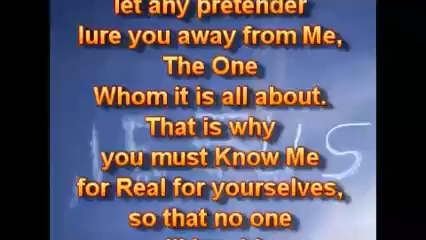 let any pretender
lure you away from Me,
The One
Whom it is all about.
That is why
you must Know Me
for Real for yourselves,
so that no one
JESUS